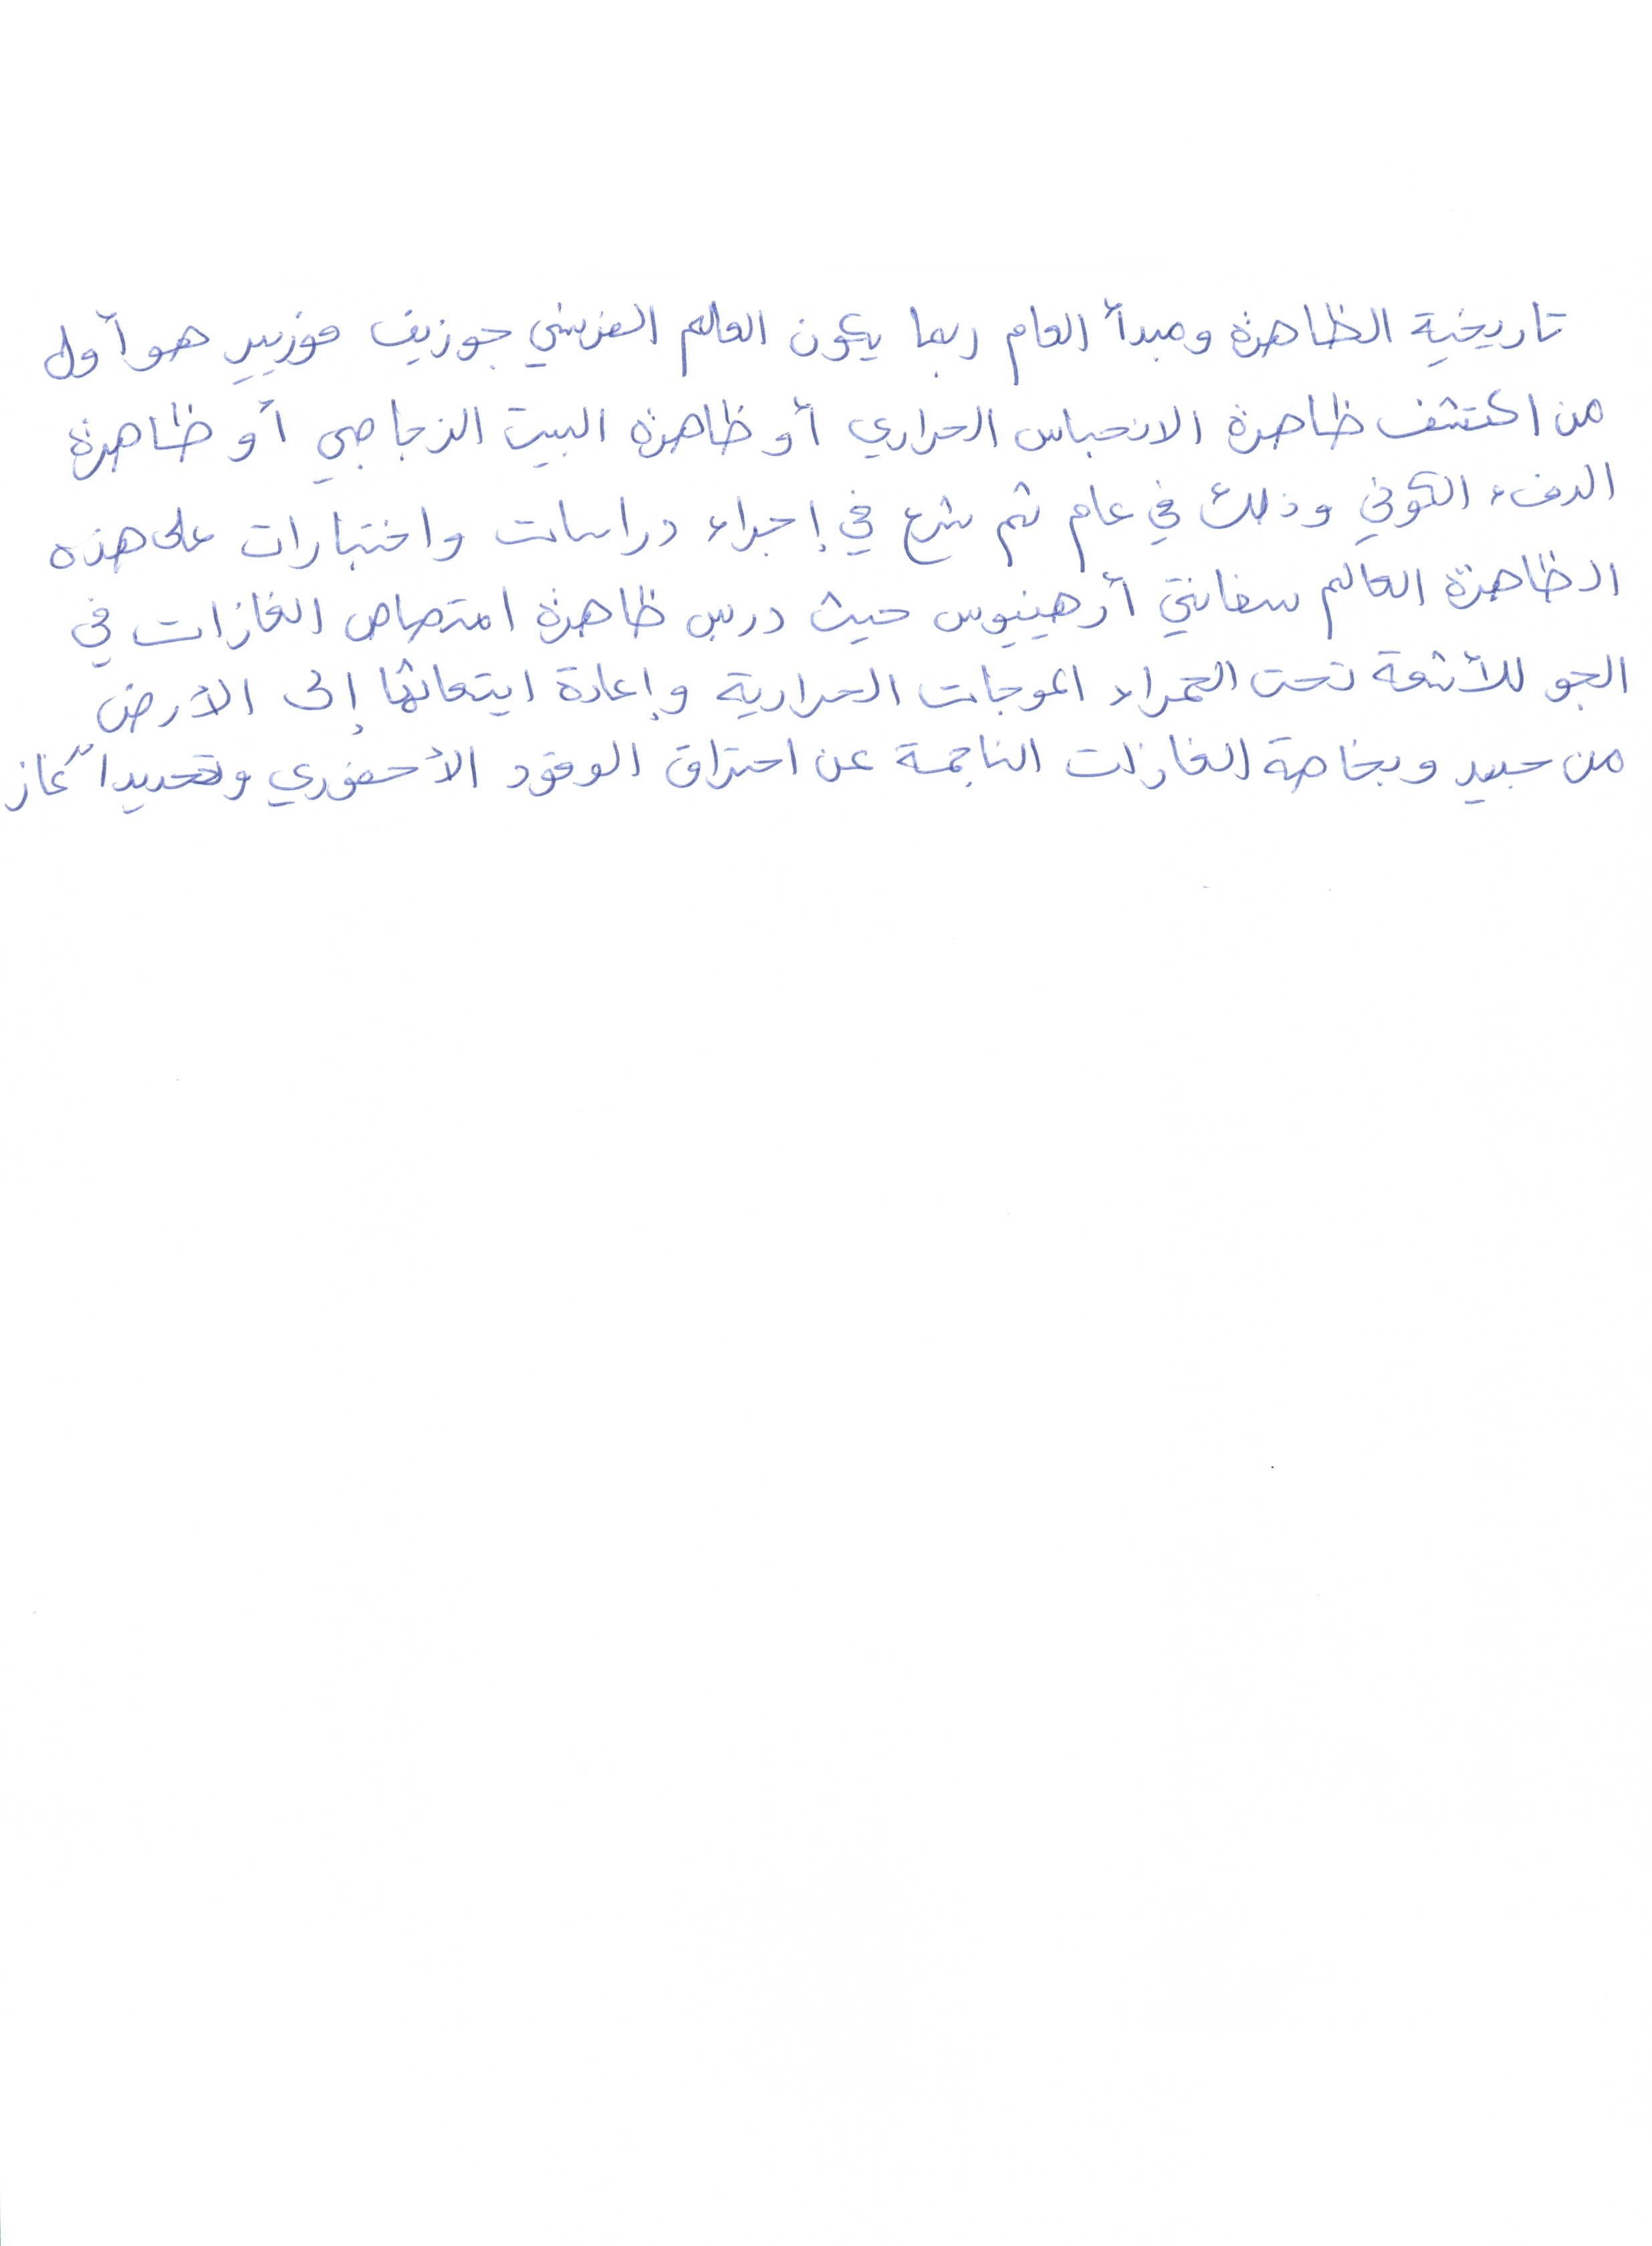 تاريخية الظاهرة ومبدأ العام ربما يكون العالم الفرنسي جوزيف فوريير هو أول
من اكتشف ظاهرة الانحباس الحراري أو ظاهرة البيت الزجاجي أو ظاهرة
الدفء الكوني وذلك في عام ثم شرع في إجراء دراسات واختبارات على هذه
الظاهرة العالم سفانتي أرهينيوس حيث درس ظاهرة امتصاص الغازات في
الجو للأشعة تحت الحمراء الموجات الحرارية وإعادة ابتعاثها إلى الأرض
من جديد وبخاصة الغازات الناجمة عن احتراق الوقود الأحفوري وتحديدا غاز